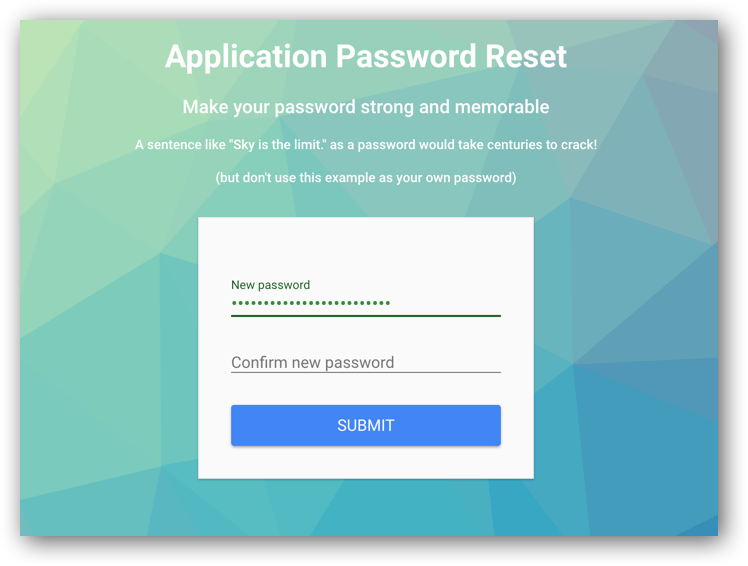 Application Password Reset
Make your password strong and memorable
A sentence like "Sky is the limit." as a password would take centuries to crack!
(but don't use this example as your own password)
New password
•••••••••••••••••••••••••
Confirm new password
SUBMIT